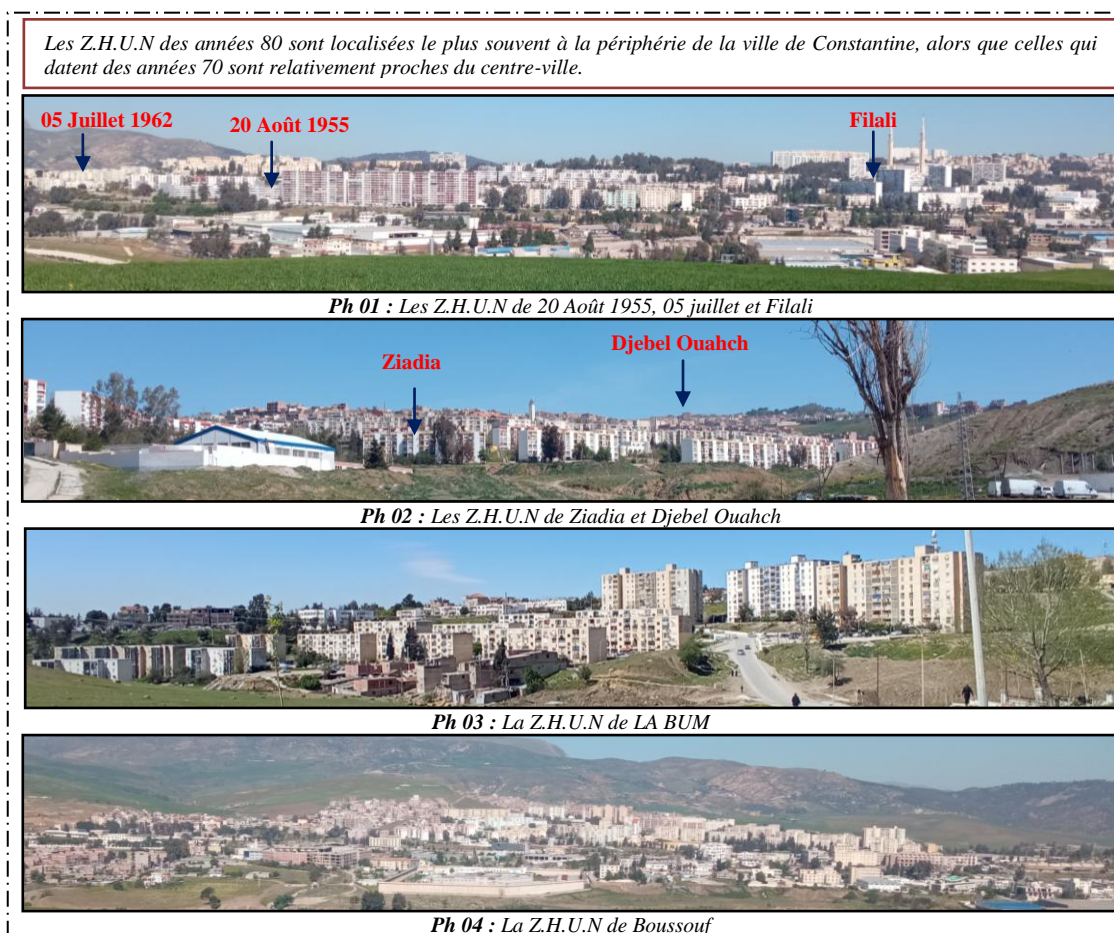 Les Z.H.U.N des années 80 sont localisées le plus souvent à la périphérie de la ville de Constantine, alors que celles qui
datent des années 70 sont relativement proches du centre-ville.
05 Juillet 1962
20 Août 1955
Filali
Ph 01 : Les Z.H.U.N de 20 Août 1955, 05 juillet et Filali
Ziadia
Djebel Ouahch
Ph 02 : Les Z.H.U.N de Ziadia et Djebel Ouahch
Ph 03 : La Z.H.U.N de LA BUM
Ph 04 : La Z.H.U.N de Boussouf